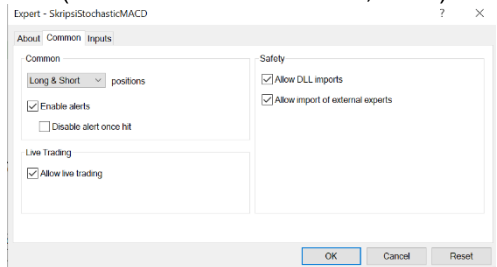 Expert - SkripsiStochasticMACD
? ×
About Common Inputs
Common
Long & Short positions
Enable alerts
Disable alert once hit
Live Trading
Allow live trading
Safety
Allow DLL imports
Allow import of external experts
OK Cancel Reset